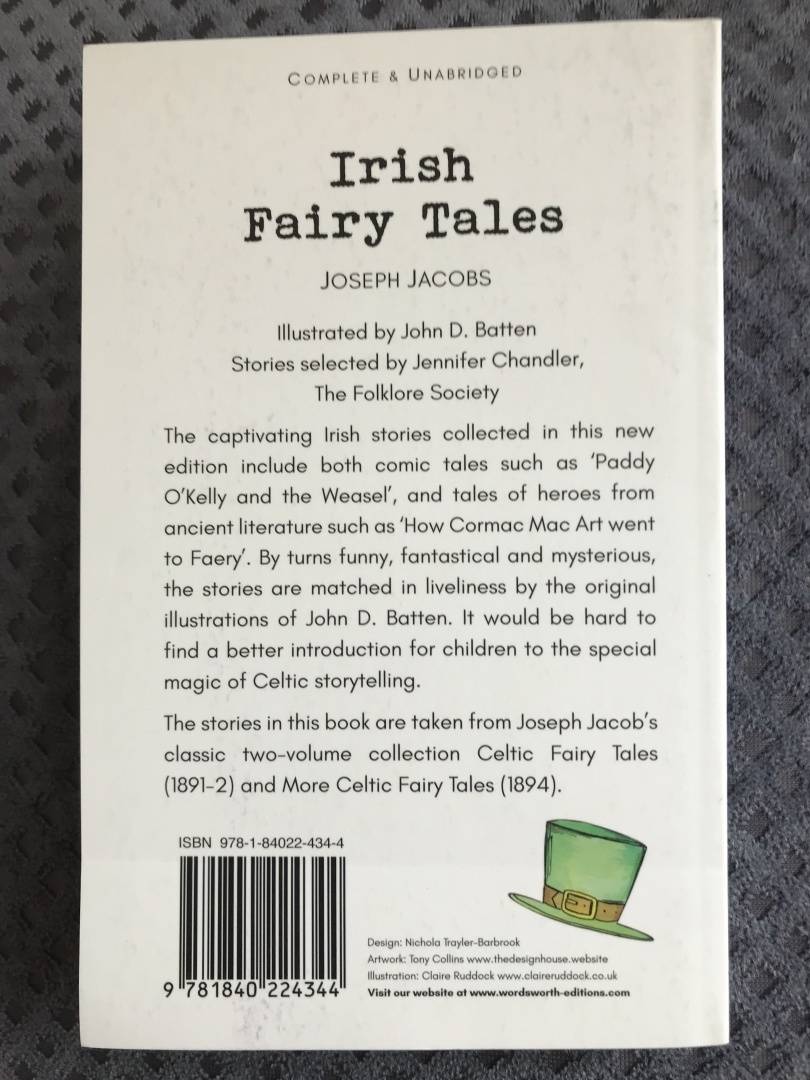 COMPLETE & UNABRIDGED
Irish
Fairy Tales
JOSEPH JACOBS
Illustrated by John D. Batten
Stories selected by Jennifer Chandler,
The Folklore Society
The captivating Irish stories collected in this new
edition include both comic tales such as ‘Paddy
O’Kelly and the Weasel’, and tales of heroes from
ancient literature such as ‘How Cormac Mac Art went
to Faery’. By turns funny, fantastical and mysterious,
the stories are matched in liveliness by the original
illustrations of John D. Batten. It would be hard to
find a better introduction for children to the special
magic of Celtic storytelling.
The stories in this book are taken from Joseph Jacob’s
classic two-volume collection Celtic Fairy Tales
(1891-2) and More Celtic Fairy Tales (1894).
ISBN 978-1-84022-434-4
9 781840 224344
Design: Nichola Trayler-Barbrook
Artwork: Tony Collins www.thedesignhouse.website
Illustration: Claire Ruddock www.claireruddock.co.uk
Visit our website at www.wordsworth-editions.com